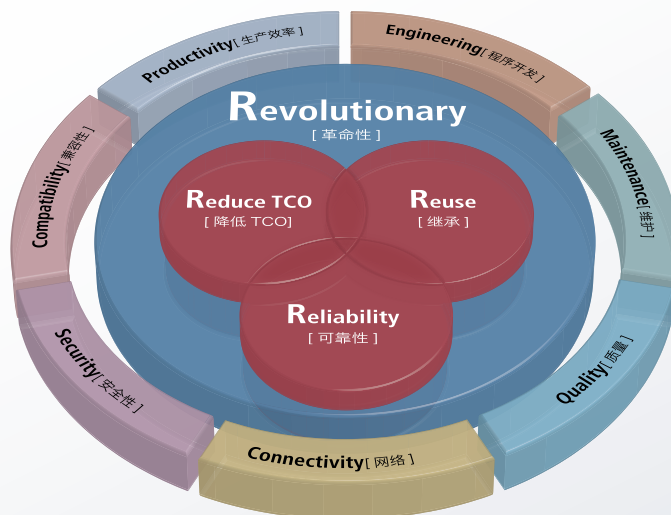 Productivity[ 生产效率 ]
Engineering[ 程序开发 ]
Compatibility[ 兼容性 ]
Maintenance[ 维护 ]
Revolutionary
[ 革命性 ]
Reduce TCO
[ 降低 TCO]
Reuse
[ 继承 ]
Reliability
[ 可靠性 ]
Security[ 安全性 ]
Quality[ 质量 ]
Connectivity[ 网络 ]